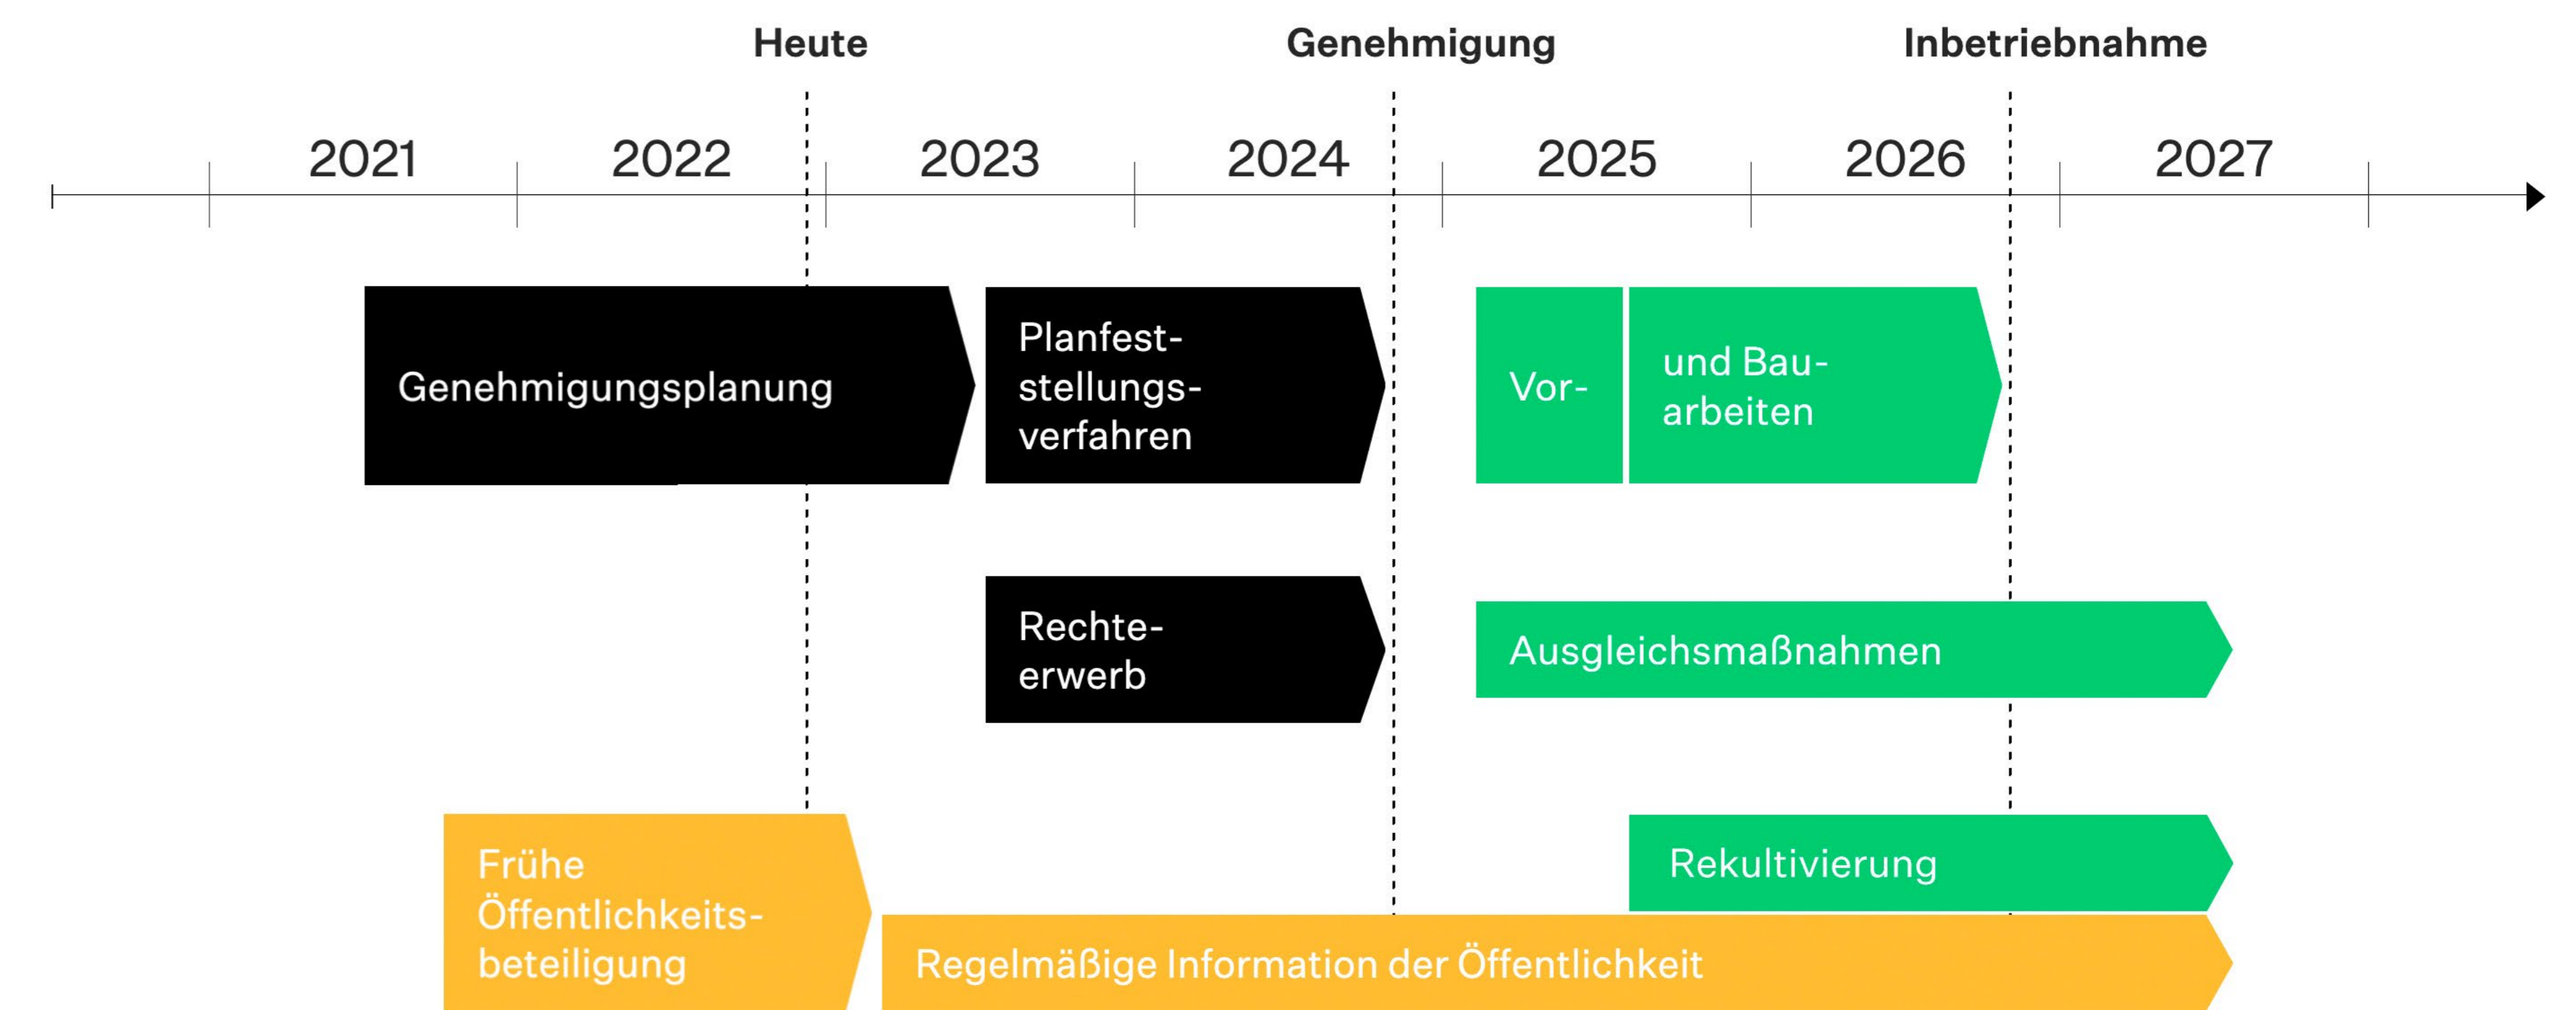 Heute Genehmigung Inbetriebnahme
2021 2022 2023 2024 2025 2026 2027
Genehmigungsplanung
Planfest-
stellungs-
verfahren
Vor-
und Bau-
arbeiten
Rechte-
erwerb
Ausgleichsmaßnahmen
Frühe
Öffentlichkeits-
beteiligung
Rekultivierung
Regelmäßige Information der Öffentlichkeit